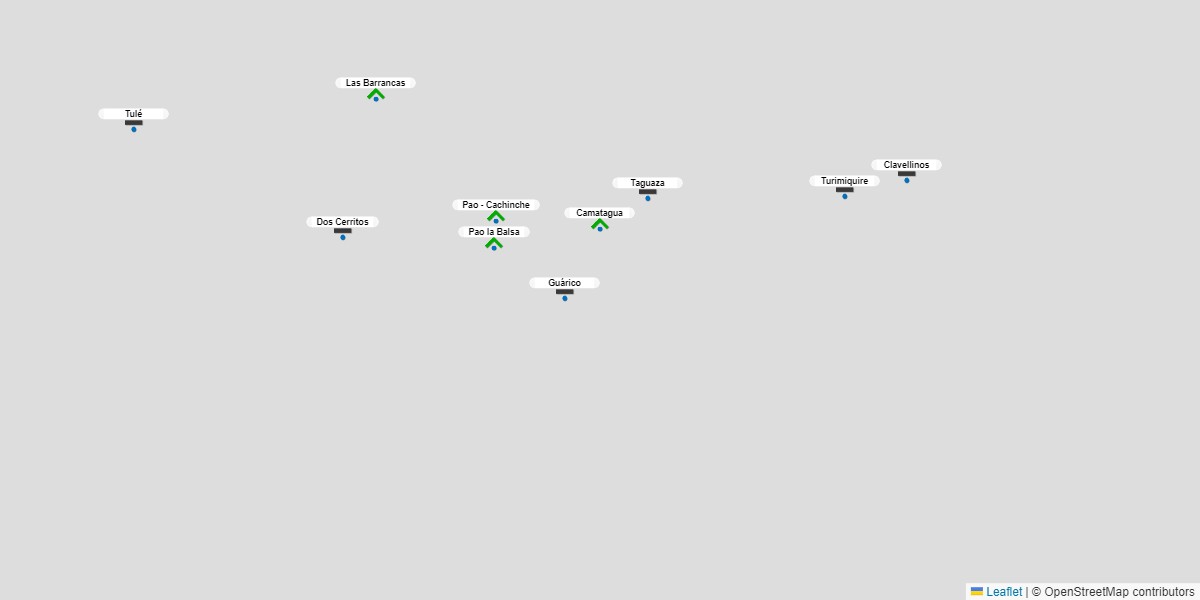 Las Barrancas
Tulé
Clavellinos
Turimiquire
Taguaza
Pao - Cachinche
Camatagua
Dos Cerritos
Pao la Balsa
Guárico
Leaflet | © OpenStreetMap contributors